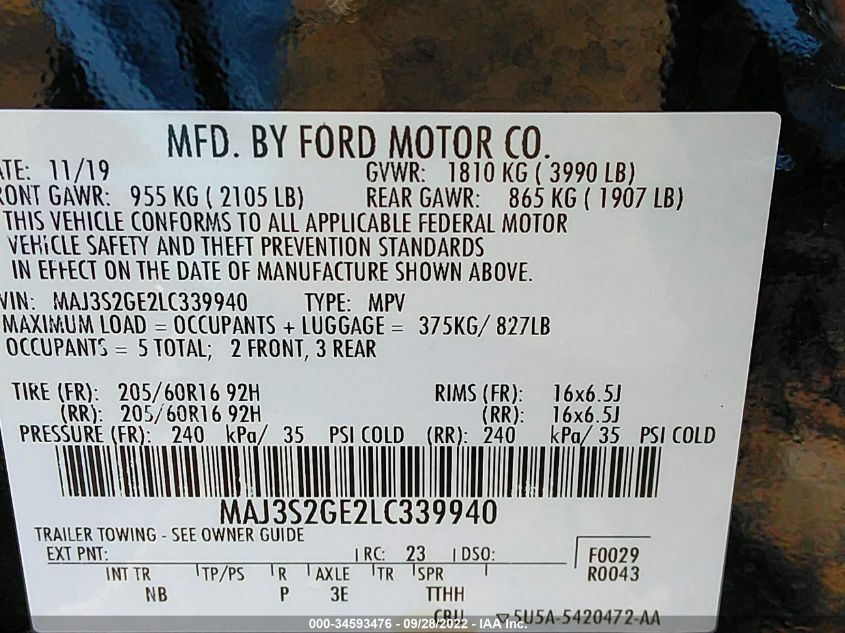 MFD. BY FORD MOTOR CO.
ATE: 11/19 GVWR: 1810 KG ( 3990 LB)
RONT GAWR: 955 KG ( 2105 LB) REAR GAWR: 865 KG ( 1907 LB)
THIS VEHICLE CONFORMS TO ALL APPLICABLE FEDERAL MOTOR
VEHICLE SAFETY AND THEFT PREVENTION STANDARDS
IN EFFECT ON THE DATE OF MANUFACTURE SHOWN ABOVE.
VIN: MAJ3S2GE2LC339940 TYPE: MPV
MAXIMUM LOAD = OCCUPANTS + LUGGAGE = 375KG/ 827LB
OCCUPANTS = 5 TOTAL; 2 FRONT, 3 REAR
TIRE (FR): 205/60R16 92H RIMS (FR): 16x6.5J
(RR): 205/60R16 92H (RR): 16x6.5J
PRESSURE (FR): 240 kPa/ 35 PSI COLD (RR): 240 kPa/ 35 PSI COLD
MAJ3S2GE2LC339940
TRAILER TOWING - SEE OWNER GUIDE
EXT PNT: RC: 23 DSO: F0029
R0043
INT TR TP/PS R AXLE TR SPR
NB P 3E TTHH
CBU 5U5A-5420472-AA
000-34593476 - 09/28/2022 - IAA Inc.